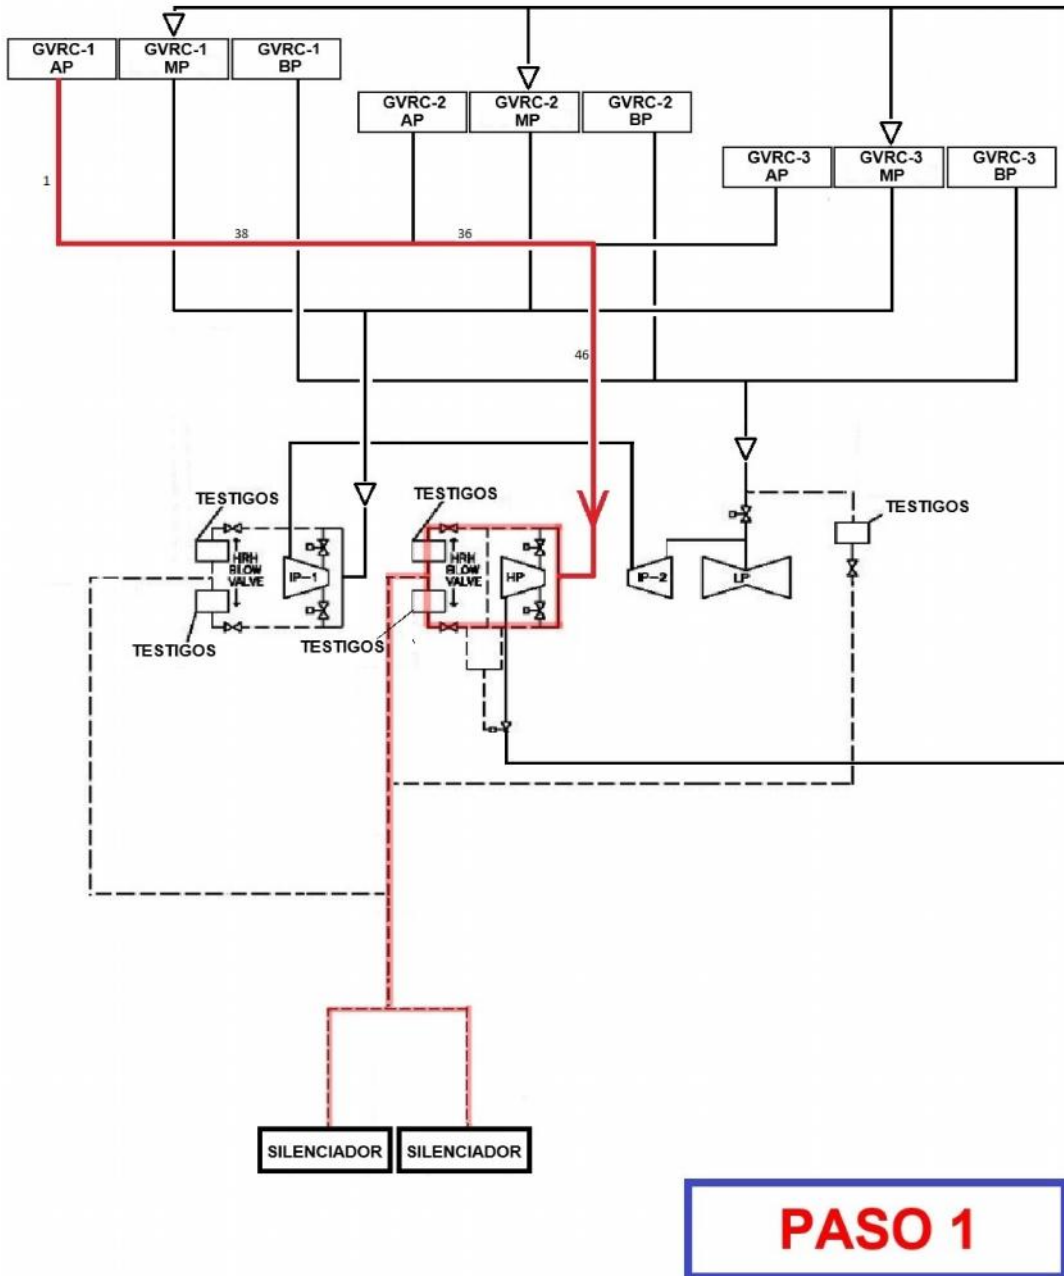 GVRC-1
AP
GVRC-1
MP
GVRC-1
BP
GVRC-2
AP
GVRC-2
MP
GVRC-2
BP
GVRC-3
AP
GVRC-3
MP
GVRC-3
BP
1
38
36
46
TESTIGOS
TESTIGOS
TESTIGOS
HRH
BLOW
VALVE
IP-1
HRH
BLOW
VALVE
HP
IP-2
LP
TESTIGOS
TESTIGOS
SILENCIADOR
SILENCIADOR
PASO 1